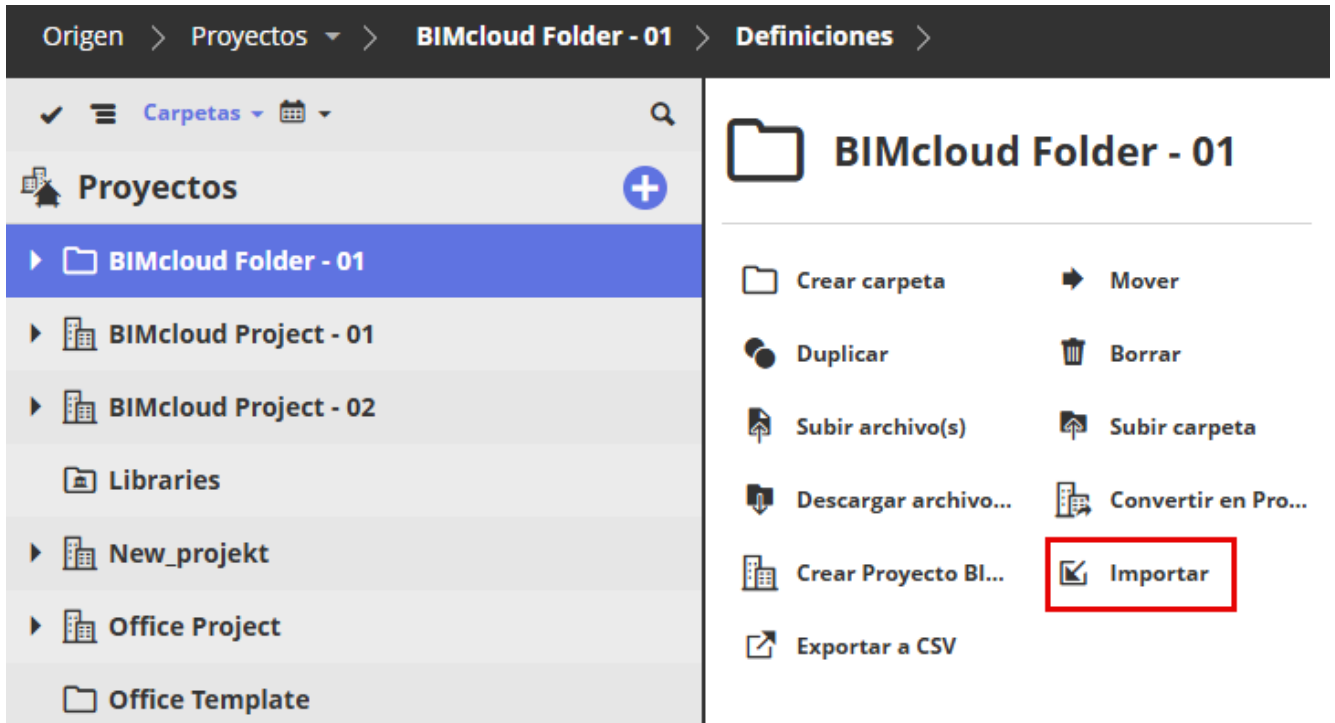 Origen > Proyectos > BIMcloud Folder - 01 > Definiciones >
Carpetas
Proyectos
BIMcloud Folder - 01
BIMcloud Project - 01
BIMcloud Project - 02
Libraries
New_projekt
Office Project
Office Template
BIMcloud Folder - 01
Crear carpeta
Mover
Duplicar
Borrar
Subir archivo(s)
Subir carpeta
Descargar archivo...
Convertir en Pro...
Crear Proyecto BI...
Importar
Exportar a CSV